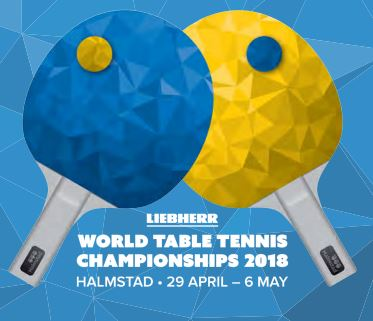 LIEBHERR
WORLD TABLE TENNIS
CHAMPIONSHIPS 2018
HALMSTAD • 29 APRIL – 6 MAY